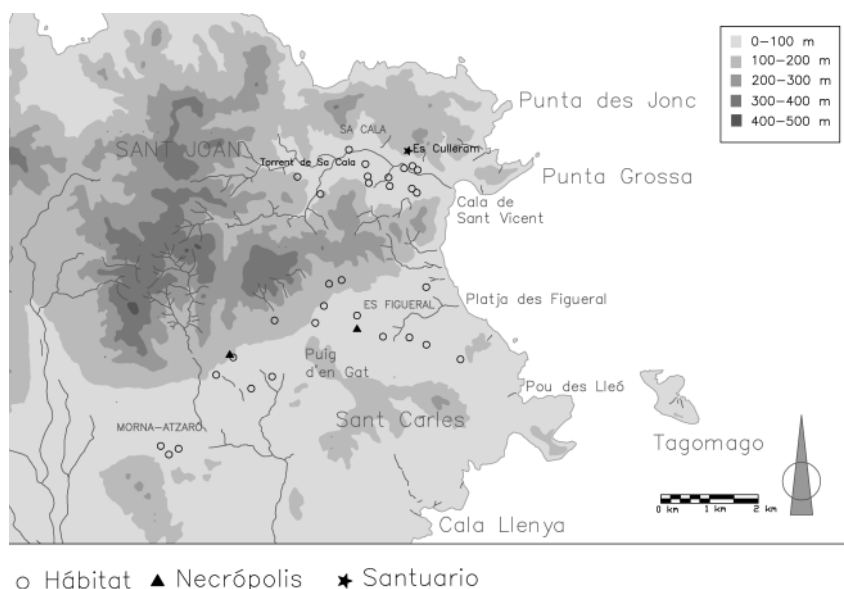 0-100 m
100-200 m
200-300 m
300-400 m
400-500 m
Punta des Jonc
SA CALA
Es Culleram
SANT JOAN
Torrent de Sa Cala
Punta Grossa
Cala de
Sant Vicent
ES FIGUERAL
Platja des Figueral
Puig
d'en Gat
Pou des Lleó
Sant Carles
MORNA-ATZARÓ
Tagomago
0 km 1 km 2 km
Cala Llenya
Hábitat Necrópolis Santuario